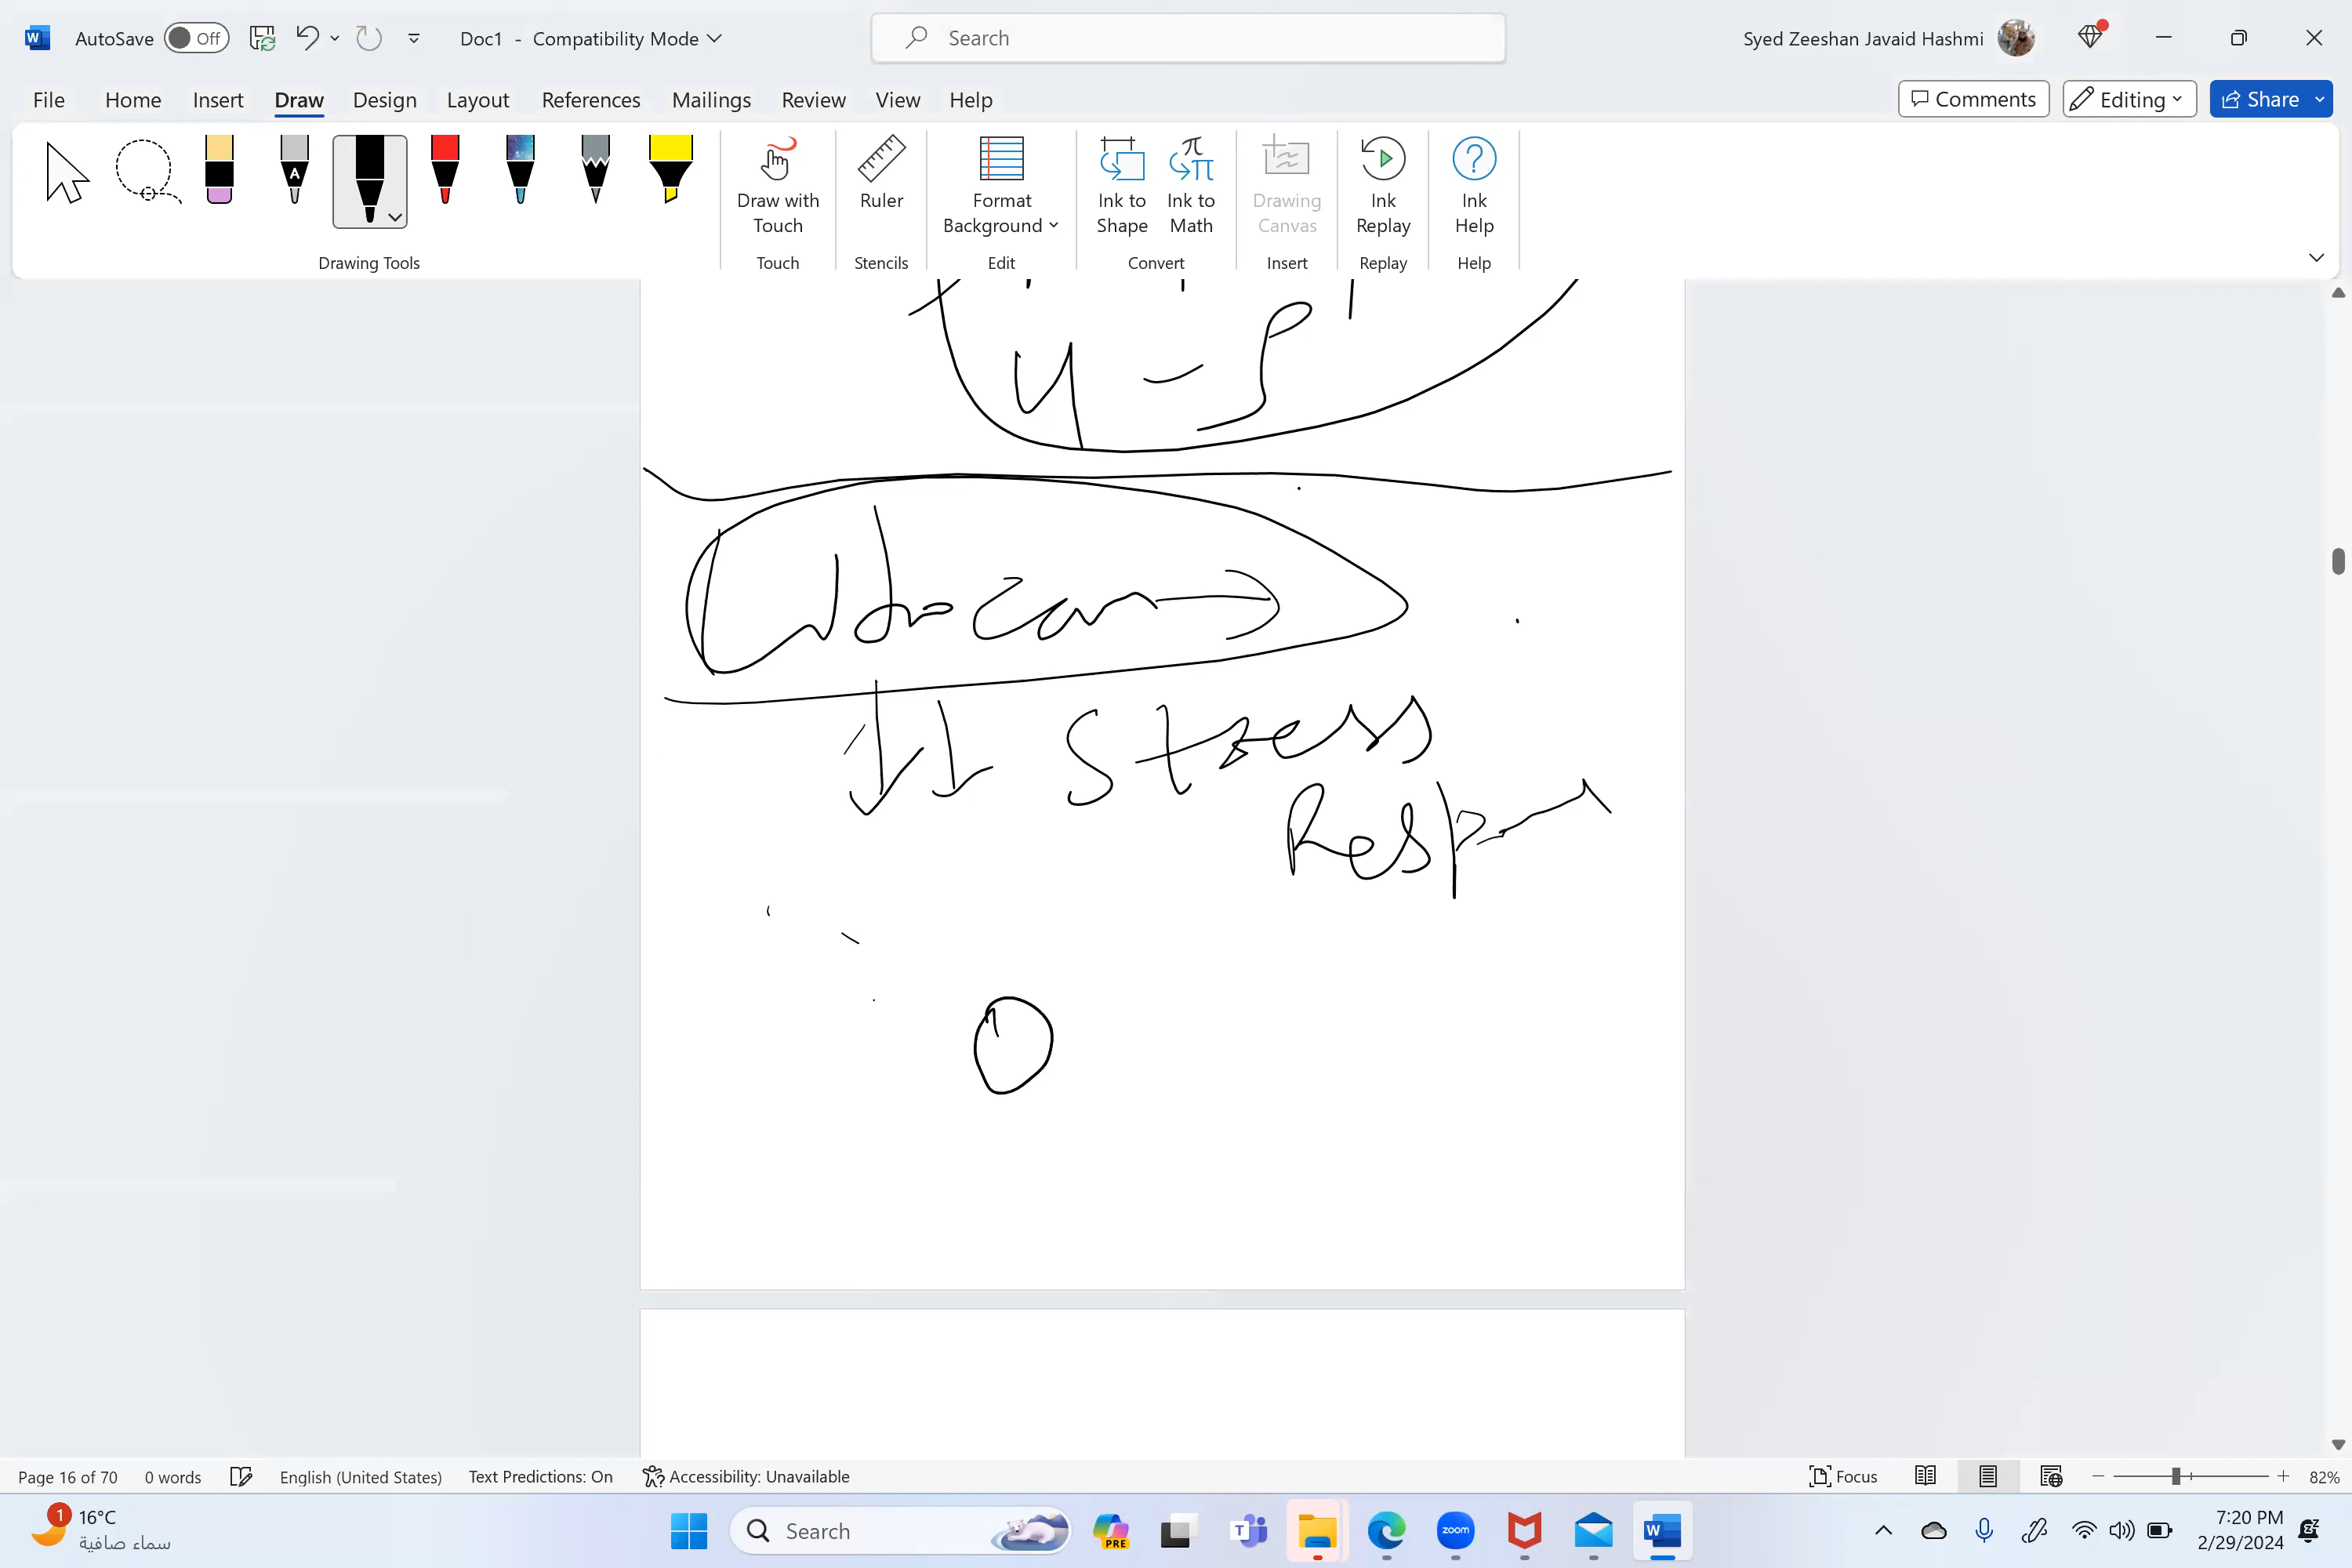 AutoSave Off Doc1 - Compatibility Mode Search Syed Zeeshan Javaid Hashmi
File Home Insert Draw Design Layout References Mailings Review View Help Comments Editing Share
A
Draw with Touch Ruler Format Background Ink to Shape Ink to Math Drawing Canvas Ink Replay Ink Help
Drawing Tools Touch Stencils Edit Convert Insert Replay Help
Stress
Page 16 of 70 0 words English (United States) Text Predictions: On Accessibility: Unavailable Focus 82%
1 16°C
سماء صافية
Search PRE zoom
7:20 PM
2/29/2024